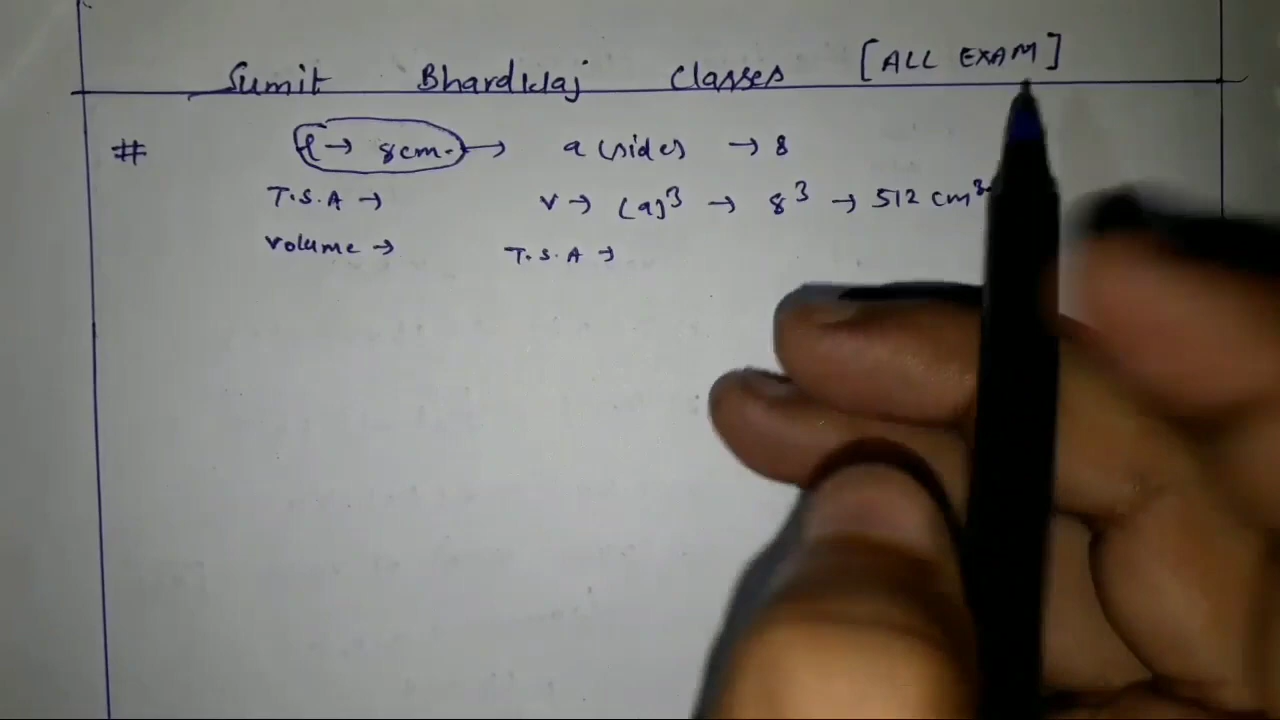 Sumit Bhardwaj Classes [ALL EXAM]
# l → 8cm. → a (side) → 8
T.S.A → v → (a)³ → 8³ → 512 cm³
volume → T.S.A →